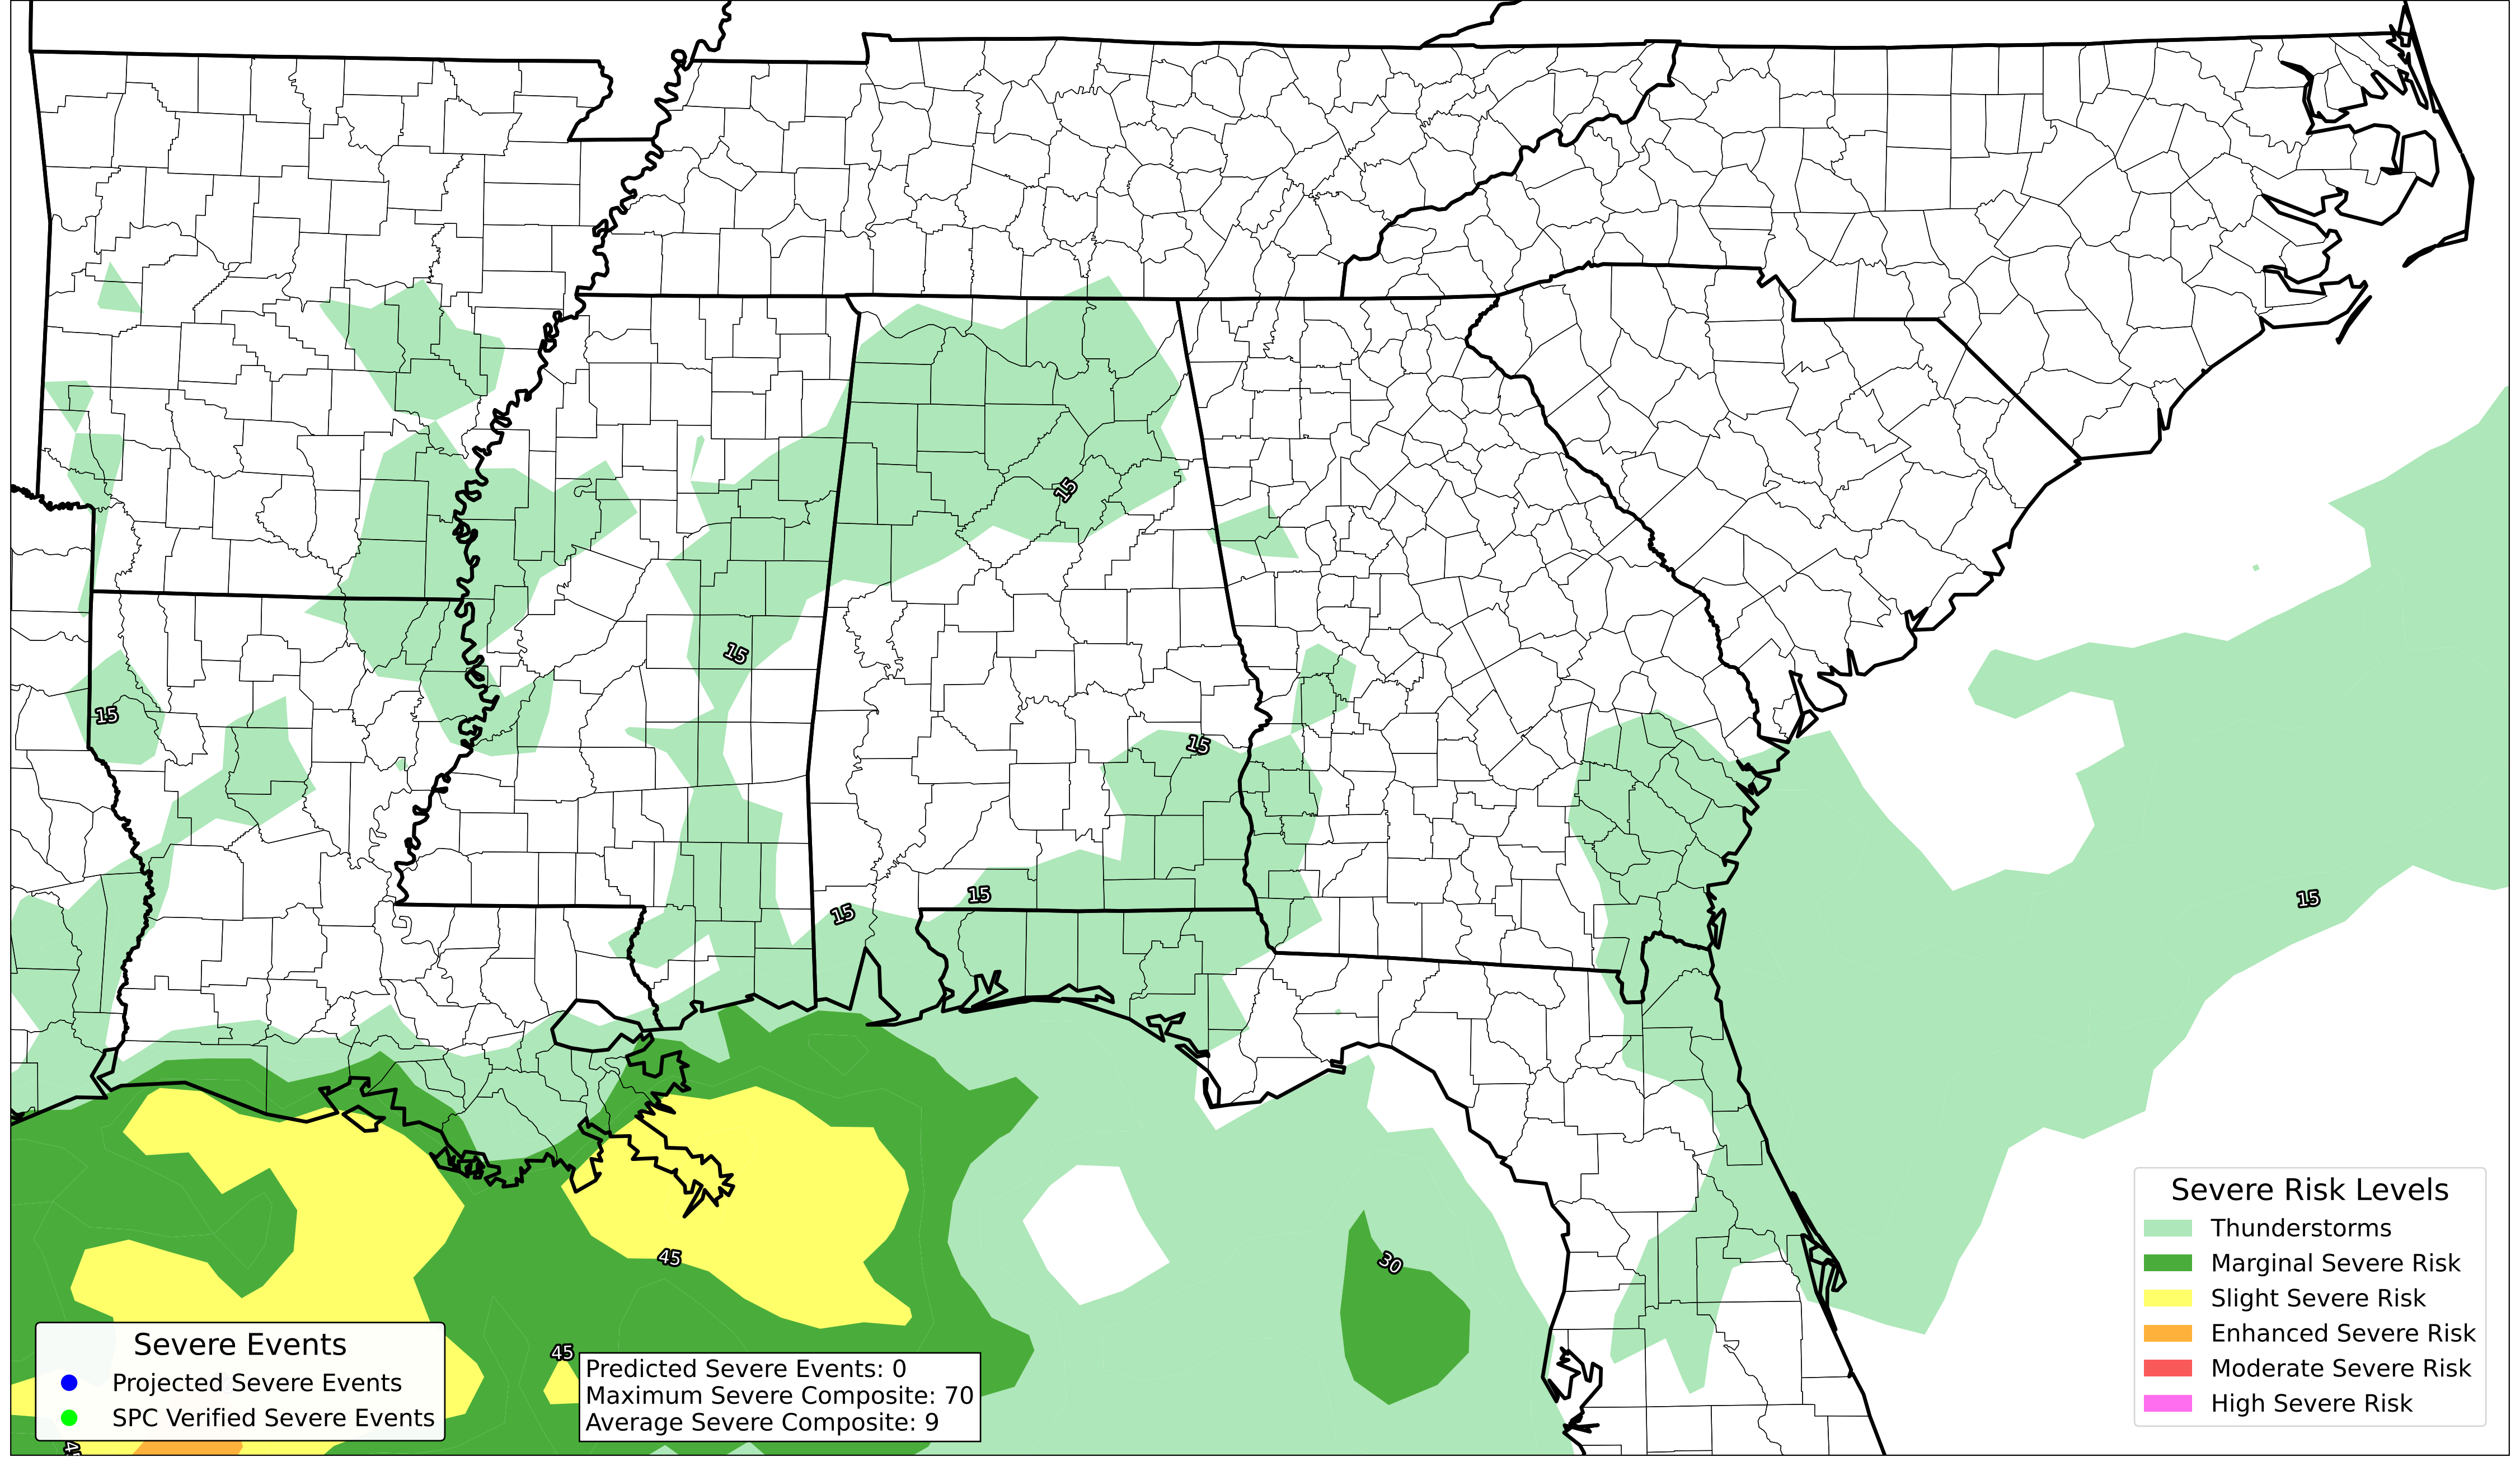 15
15
15
15
15
15
15
30
45
45
45
Severe Events
Projected Severe Events
SPC Verified Severe Events
Predicted Severe Events: 0
Maximum Severe Composite: 70
Average Severe Composite: 9
Severe Risk Levels
Thunderstorms
Marginal Severe Risk
Slight Severe Risk
Enhanced Severe Risk
Moderate Severe Risk
High Severe Risk